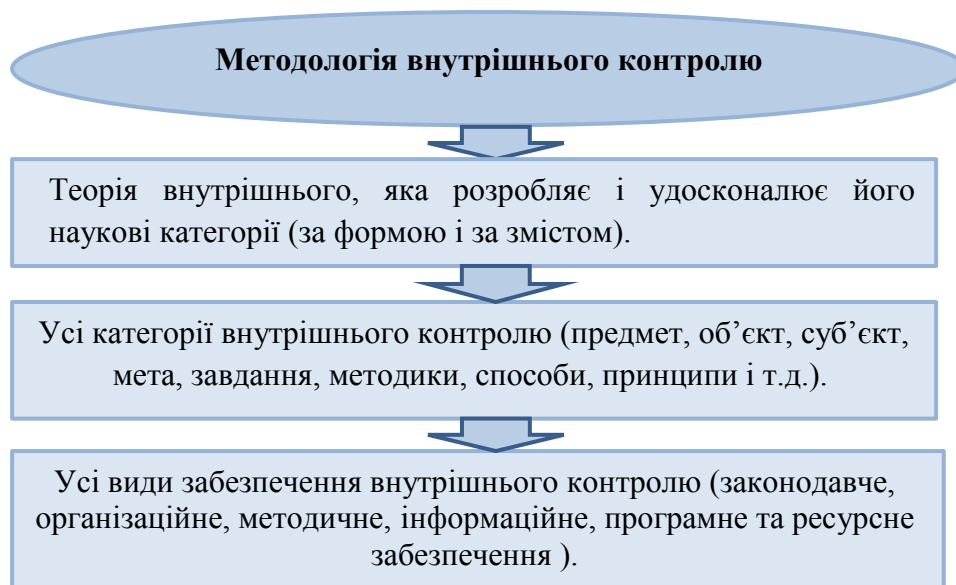 Методологія внутрішнього контролю
Теорія внутрішнього, яка розробляє і удосконалює його
наукові категорії (за формою і за змістом).
Усі категорії внутрішнього контролю (предмет, об’єкт, суб’єкт,
мета, завдання, методики, способи, принципи і т.д.).
Усі види забезпечення внутрішнього контролю (законодавче,
організаційне, методичне, інформаційне, програмне та ресурсне
забезпечення ).